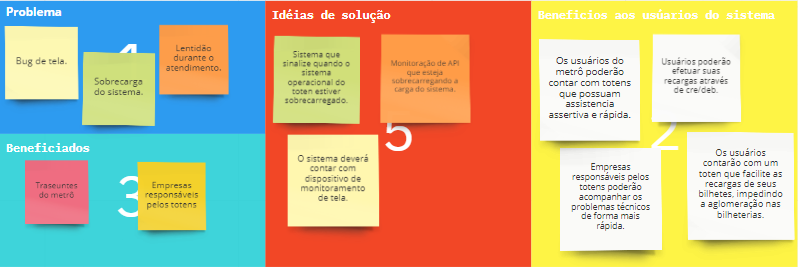 Problema
Bug de tela.
Sobrecarga
do sistema.
Lentidão
durante o
atendimento.
Beneficiados
Traseuntes
do metrô
3
Empresas
responsáveis
pelos totens
Idéias de solução
Sistema que
sinalize quando o
sistema
operacional do
toten estiver
sobrecarregado.
Monitoração de API
que esteja
sobrecarregando a
carga do sistema.
5
O sistema deverá
contar com
dispositivo de
monitoramento
de tela.
Benefícios aos usúarios do sistema
Os usuários do
metrô poderão
contar com totens
que possuam
assistencia
assertiva e rápida.
Usuários poderão
efetuar suas
recargas através
de cre/deb.
2
Empresas
responsáveis pelos
totens poderão
acompanhar os
problemas técnicos
de forma mais
rápida.
Os usuários
contarão com um
toten que facilite as
recargas de seus
bilhetes, impedindo
a aglomeração nas
bilheterias.